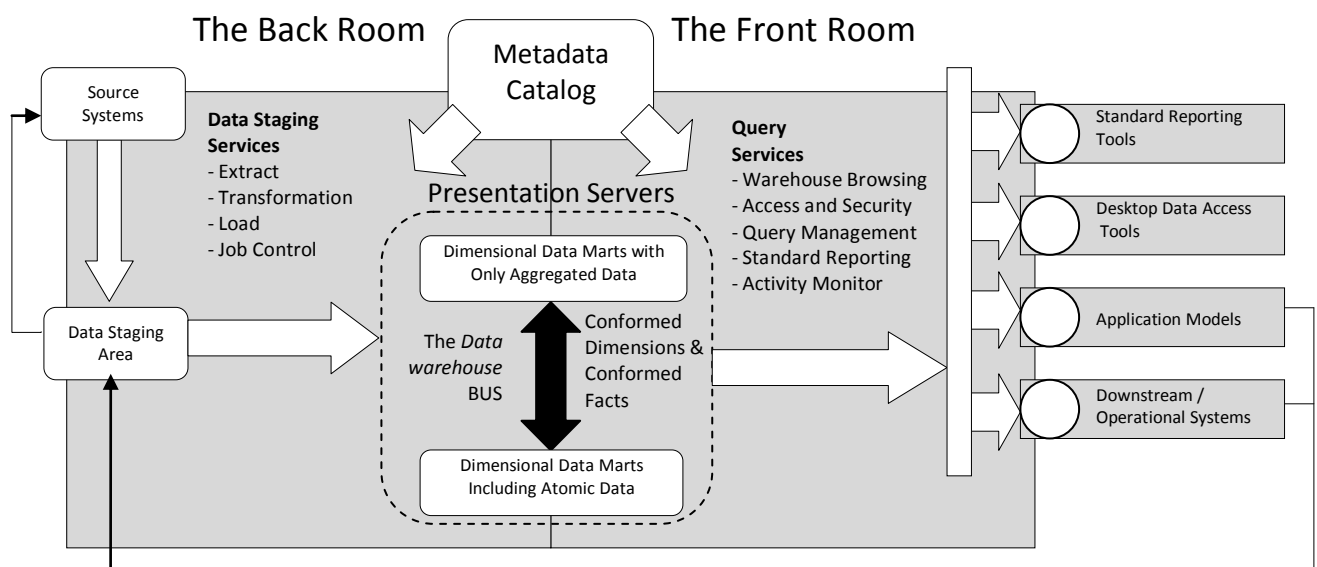 The Back Room
Metadata
Catalog
The Front Room
Source
Systems
Data Staging
Services
- Extract
- Transformation
- Load
- Job Control
Query
Services
- Warehouse Browsing
- Access and Security
- Query Management
- Standard Reporting
- Activity Monitor
Presentation Servers
Dimensional Data Marts with
Only Aggregated Data
Data Staging
Area
The Data
warehouse
BUS
Conformed
Dimensions &
Conformed
Facts
Dimensional Data Marts
Including Atomic Data
Standard Reporting
Tools
Desktop Data Access
Tools
Application Models
Downstream /
Operational Systems